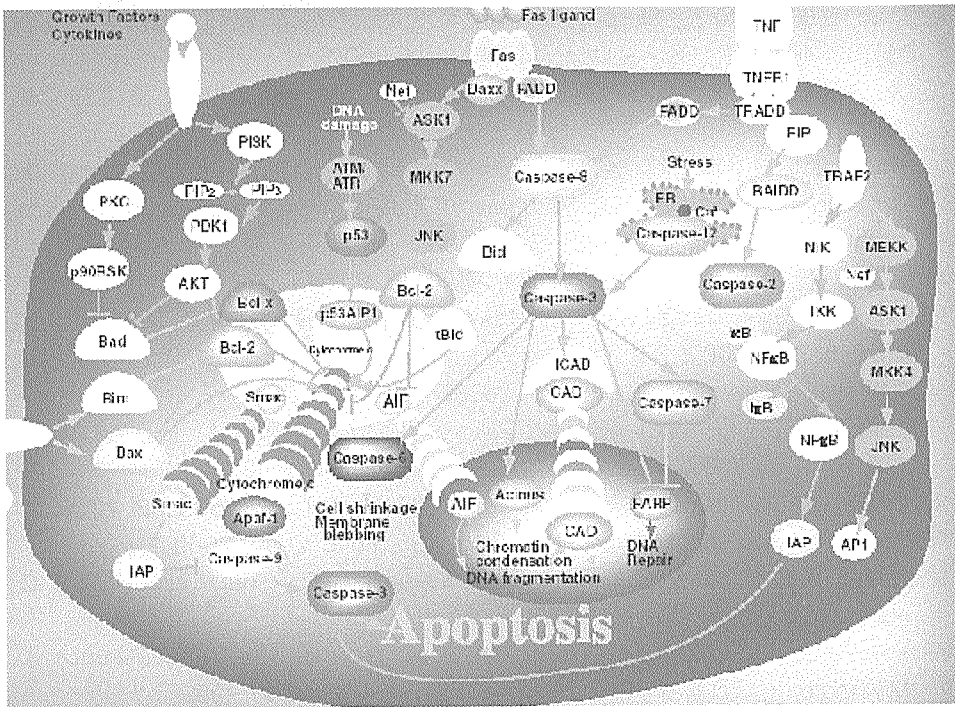 Growth Factors
Cytokines
Fas ligand
Fas
TNF
TNFR1
Daxx
FADD
Nef
ASK1
FADD
TRADD
RIP
DNA
damage
PI3K
ATM/
ATR
MKK7
Caspase-8
Stress
ER
RAIDD
TRAF2
PKC
PIP2
PIP3
PDK1
p53
JNK
Bid
Caspase-12
NIK
MEKK
Nef
p90RSK
AKT
Bcl-x
Bcl-2
Caspase-3
Caspase-2
IKK
ASK1
p53AIP1
tBid
IκB
NFκB
Bad
Bcl-2
Cytochrome c
ICAD
CAD
MKK4
Bim
Smac
AIF
Caspase-7
IκB
NFκB
JNK
Bax
Caspase-6
Cytochrome c
Smac
Apaf-1
Cell shrinkage
Membrane
blebbing
AIF
Acinus
PARP
CAD
Chromatin
condensation
DNA fragmentation
DNA
Repair
IAP
AP1
IAP
Caspase-9
Caspase-3
Apoptosis